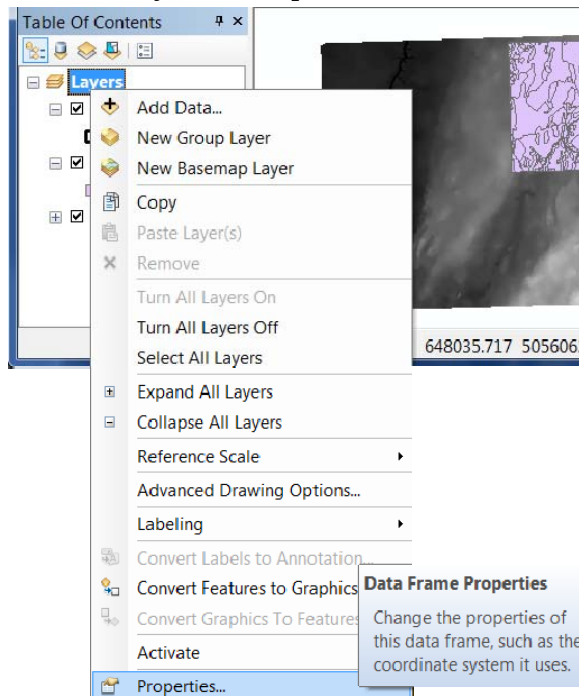 Table Of Contents
Layers
Add Data...
New Group Layer
New Basemap Layer
Copy
Paste Layer(s)
Remove
Turn All Layers On
Turn All Layers Off
Select All Layers
648035.717 505606
Expand All Layers
Collapse All Layers
Reference Scale
Advanced Drawing Options...
Labeling
Convert Labels to Annotation...
Convert Features to Graphics
Convert Graphics To Features
Activate
Properties...
Data Frame Properties
Change the properties of
this data frame, such as the
coordinate system it uses.